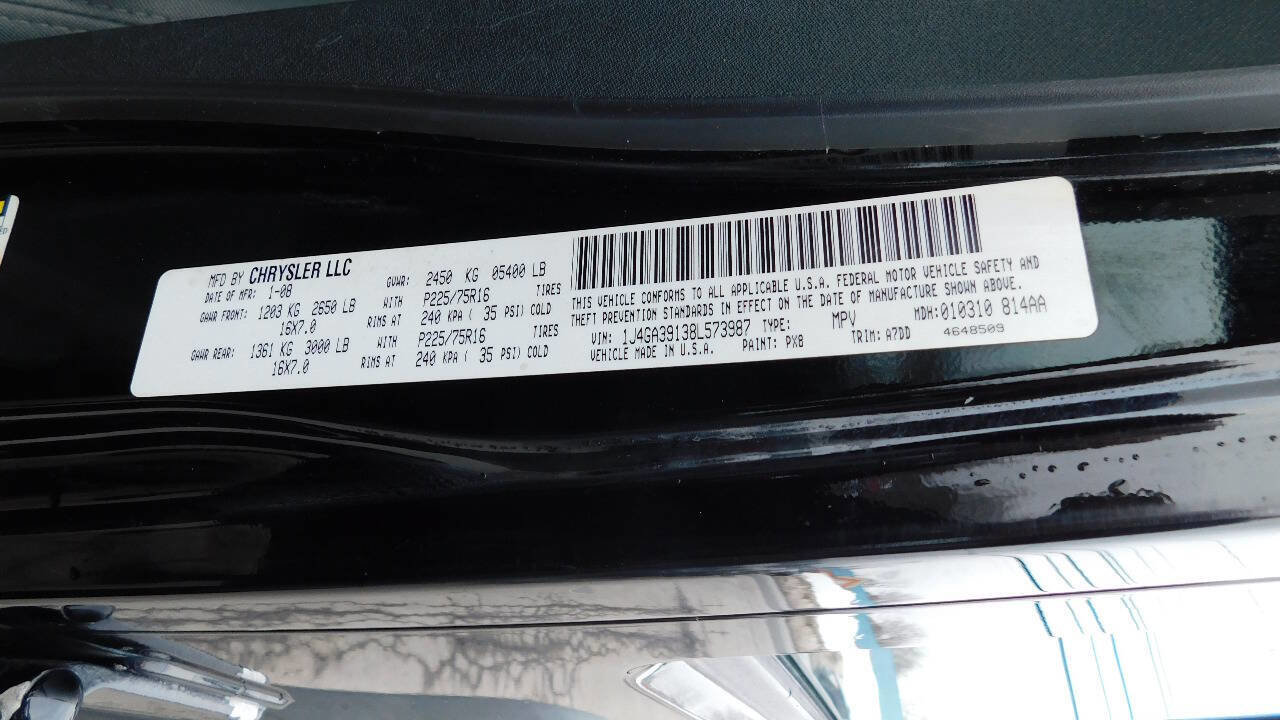 MFD BY CHRYSLER LLC
DATE OF MFR: 1-08
GVWR: 2450 KG 05400 LB
GAWR FRONT: 1203 KG 2650 LB WITH P225/75R16 TIRES
16X7.0 RIMS AT 240 KPA ( 35 PSI) COLD
GAWR REAR: 1361 KG 3000 LB WITH P225/75R16 TIRES
16X7.0 RIMS AT 240 KPA ( 35 PSI) COLD
THIS VEHICLE CONFORMS TO ALL APPLICABLE U.S.A. FEDERAL MOTOR VEHICLE SAFETY AND
THEFT PREVENTION STANDARDS IN EFFECT ON THE DATE OF MANUFACTURE SHOWN ABOVE.
VIN: 1J4GA39138L573987 TYPE: MPV MDH:010310 814AA
VEHICLE MADE IN U.S.A. PAINT: PX8 TRIM: A7DD 4648509